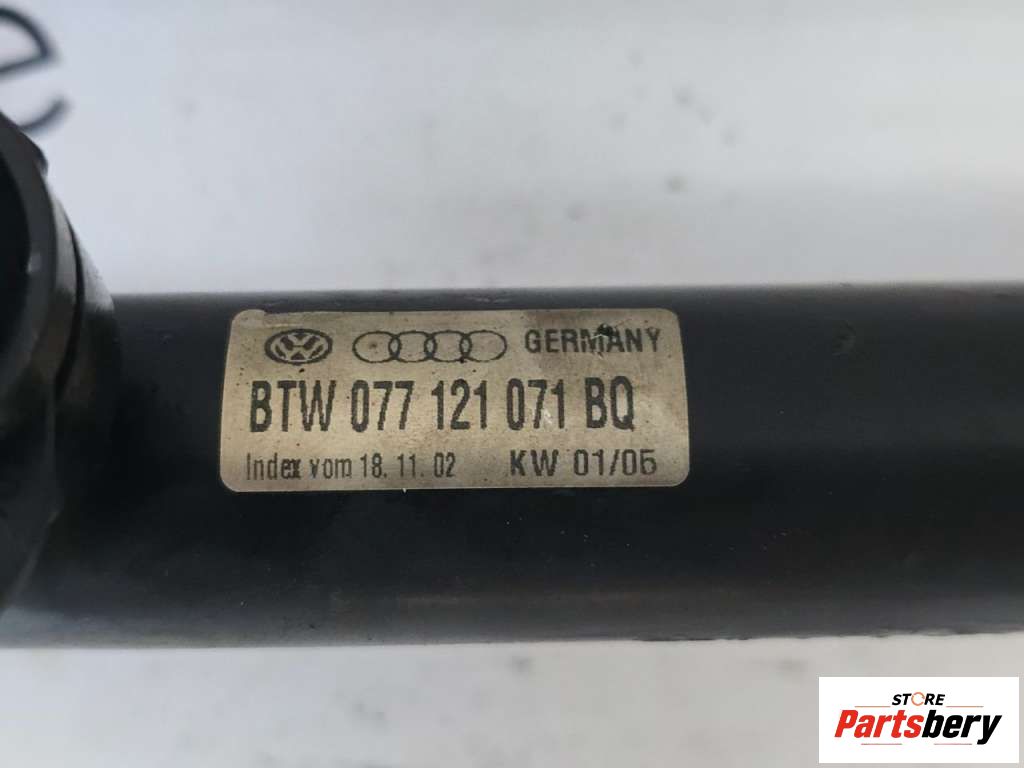 e
GERMANY
BTW 077 121 071 BQ
Index vom 18. 11. 02 KW 01/05
STORE
Partsbery